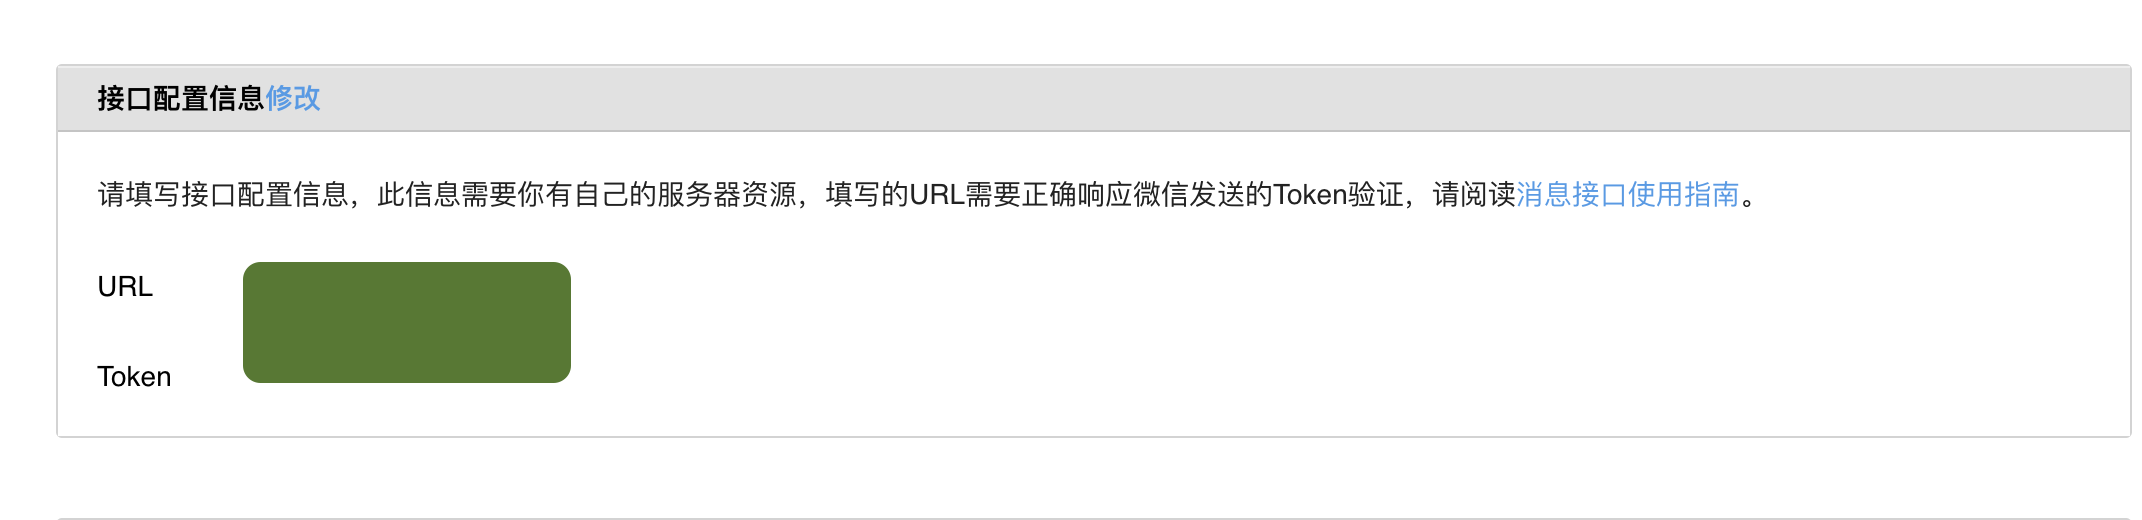 接口配置信息修改
请填写接口配置信息，此信息需要你有自己的服务器资源，填写的URL需要正确响应微信发送的Token验证，请阅读消息接口使用指南。
URL
Token